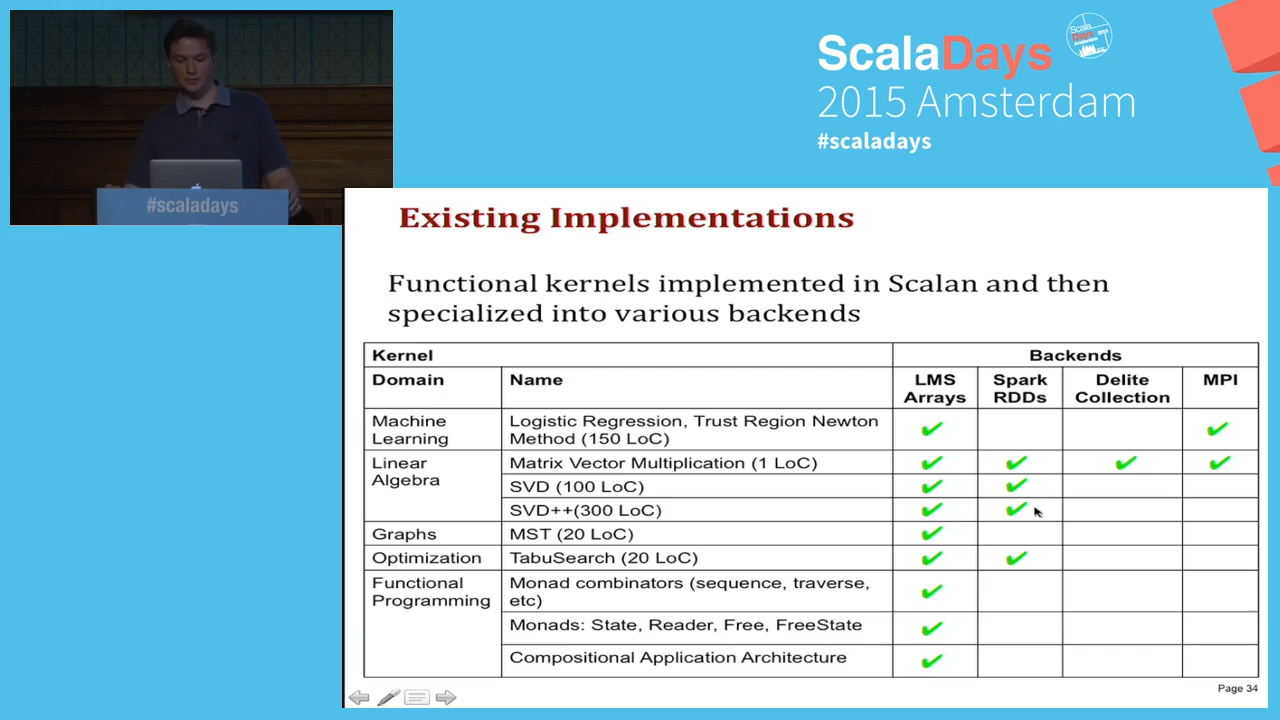 ScalaDays
2015 Amsterdam
#scaladays
#scaladays
Existing Implementations
Functional kernels implemented in Scalan and then
specialized into various backends
Kernel
Backends
Domain
Name
LMS
Arrays
Spark
RDDs
Delite
Collection
MPI
Machine
Learning
Logistic Regression, Trust Region Newton
Method (150 LoC)
✔
✔
Linear
Algebra
Matrix Vector Multiplication (1 LoC)
✔
✔
✔
✔
SVD (100 LoC)
✔
✔
SVD++(300 LoC)
✔
✔
Graphs
MST (20 LoC)
✔
Optimization
TabuSearch (20 LoC)
✔
✔
Functional
Programming
Monad combinators (sequence, traverse,
etc)
✔
Monads: State, Reader, Free, FreeState
✔
Compositional Application Architecture
✔
Page 34